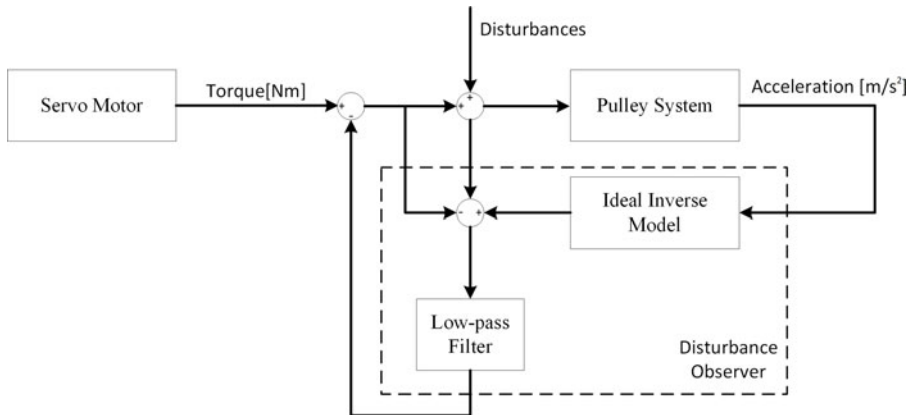 Disturbances
Servo Motor
Torque[Nm]
+
-
+
+
Pulley System
Acceleration [m/s²]
-
+
Ideal Inverse
Model
Low-pass
Filter
Disturbance
Observer